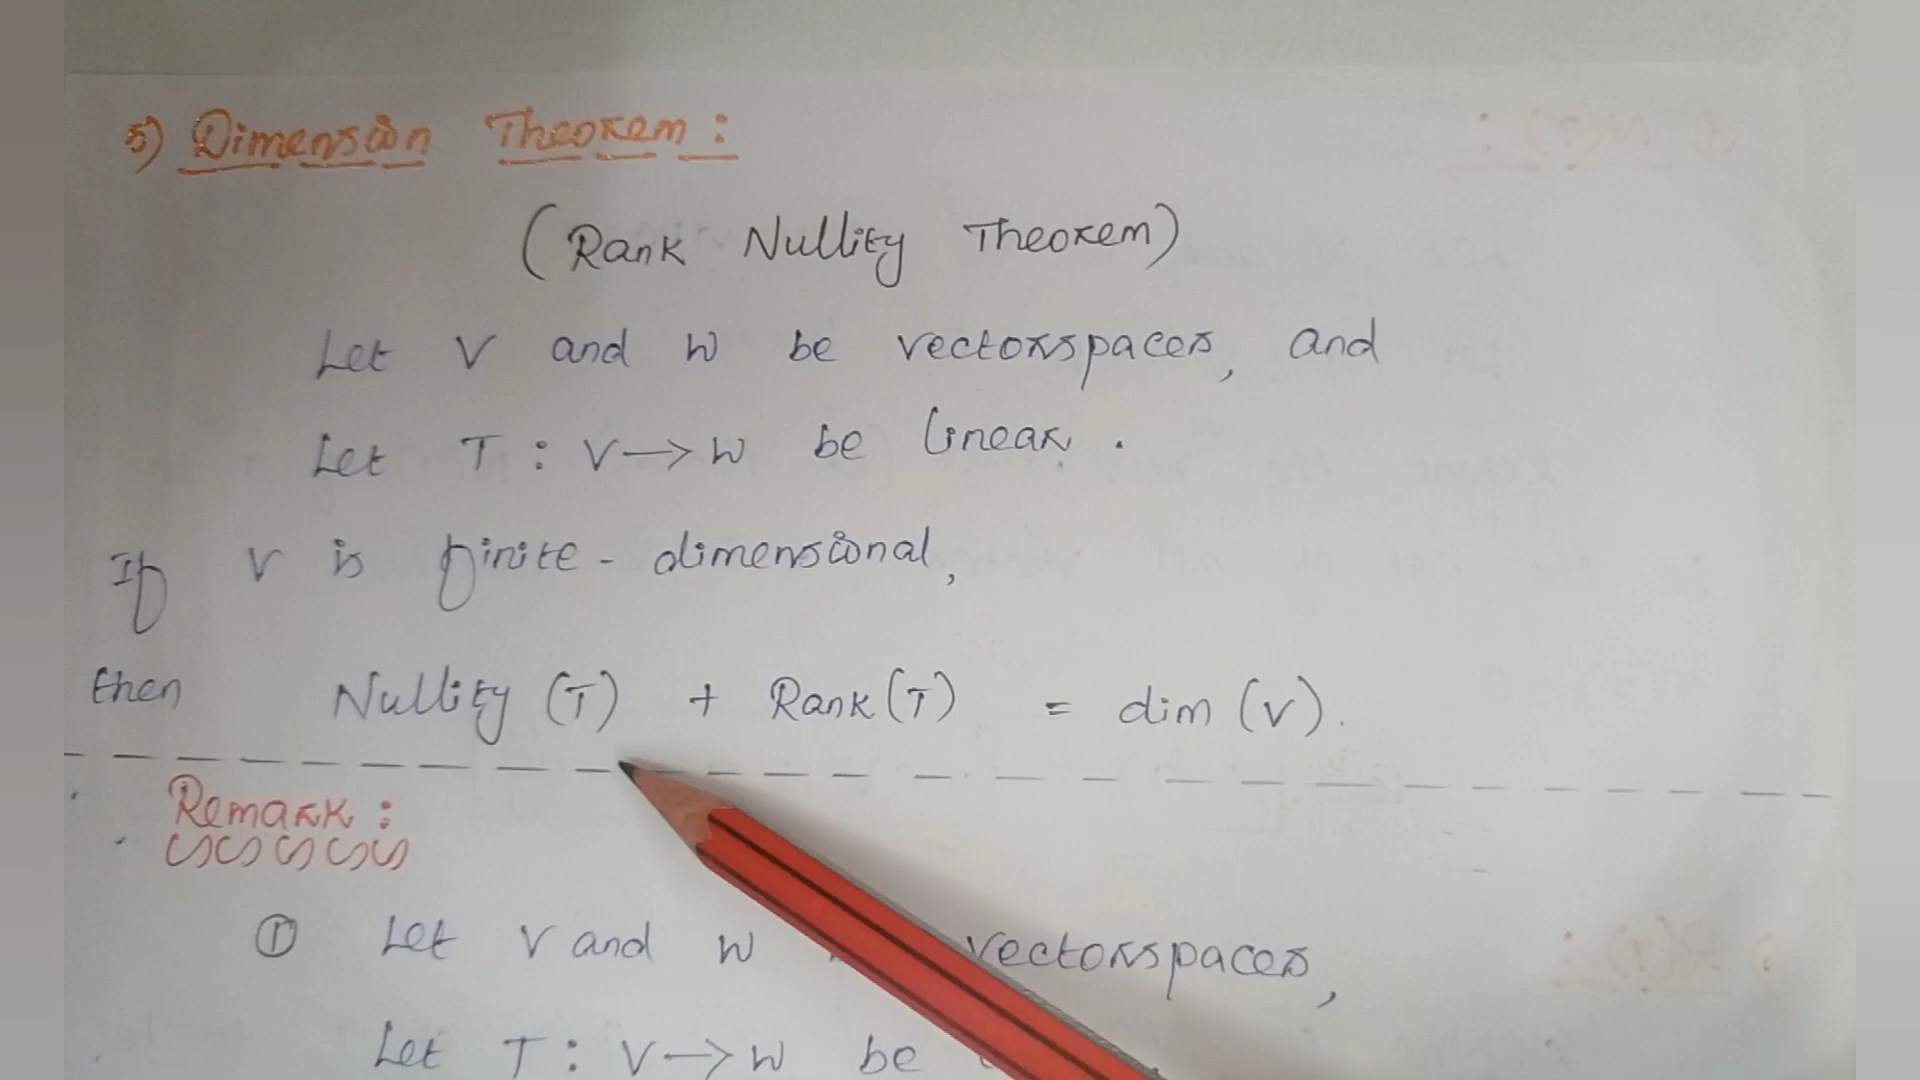 5) Dimension Theorem :
(Rank Nullity Theorem)
Let V and W be vectorspaces, and
Let T : V → W be linear .
If V is finite - dimensional,
then Nullity (T) + Rank (T) = dim (V).
Remark :
① Let V and W vectorspaces,
Let T : V → W be